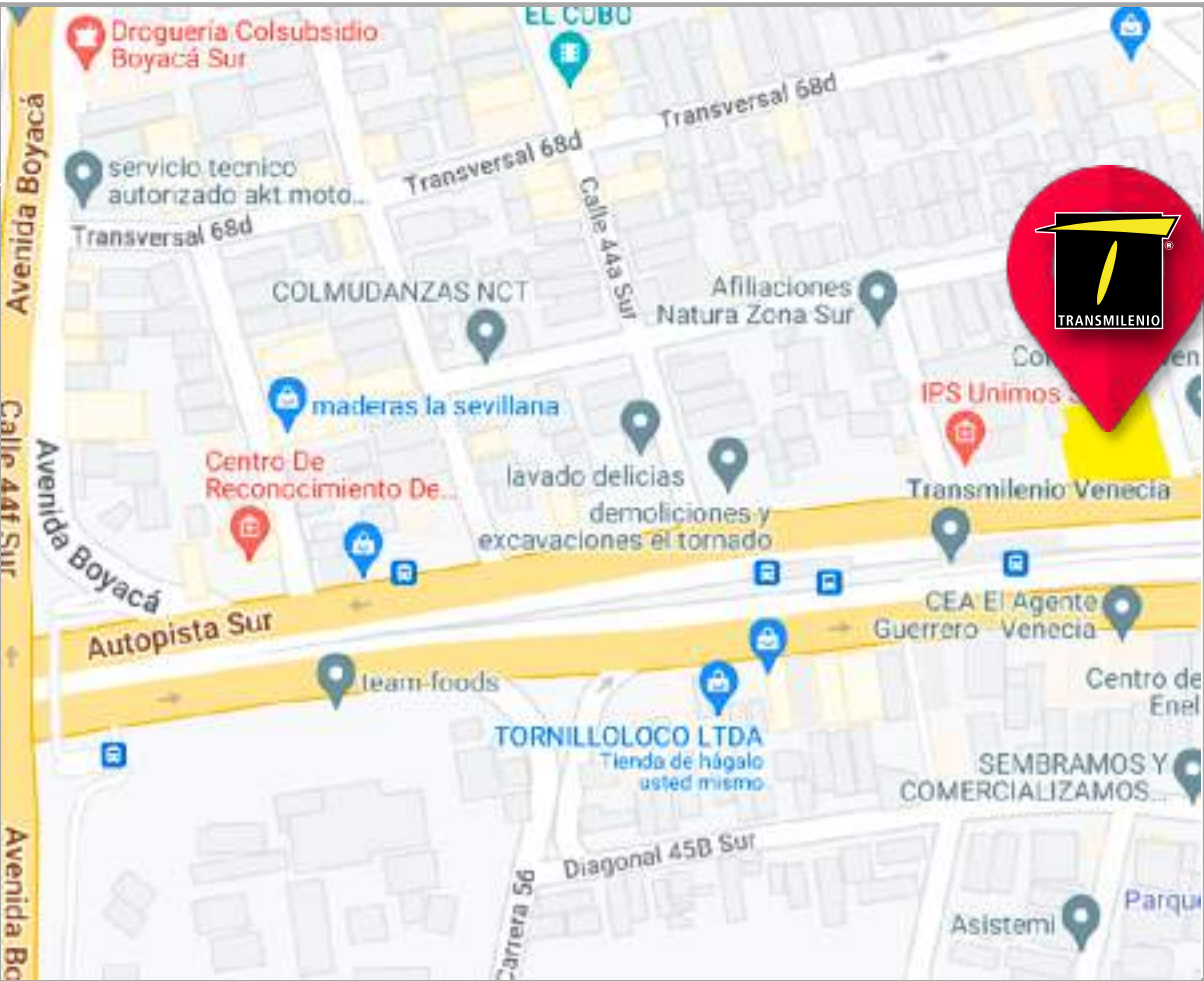 EL CUBO
Droguería Colsubsidio
Boyacá Sur
Transversal 68d
Avenida Boyacá
servicio tecnico
autorizado akt moto...
Transversal 68d
Transversal 68d
Calle 44a Sur
®
TRANSMILENIO
COLMUDANZAS NCT
Afiliaciones
Natura Zona Sur
IPS Unimos
maderas la sevillana
Calle 44f Sur
Avenida Boyacá
Centro De
Reconocimiento De...
lavado delicias
demoliciones y
excavaciones el tornado
Transmilenio Venecia
Autopista Sur
CEA El Agente
Guerrero - Venecia
team-foods
Centro de
Enel
TORNILLOLOCO LTDA
Tienda de hágalo
usted mismo
SEMBRAMOS Y
COMERCIALIZAMOS...
Diagonal 45B Sur
Carrera 56
Avenida Bo
Asistemi
Parqu